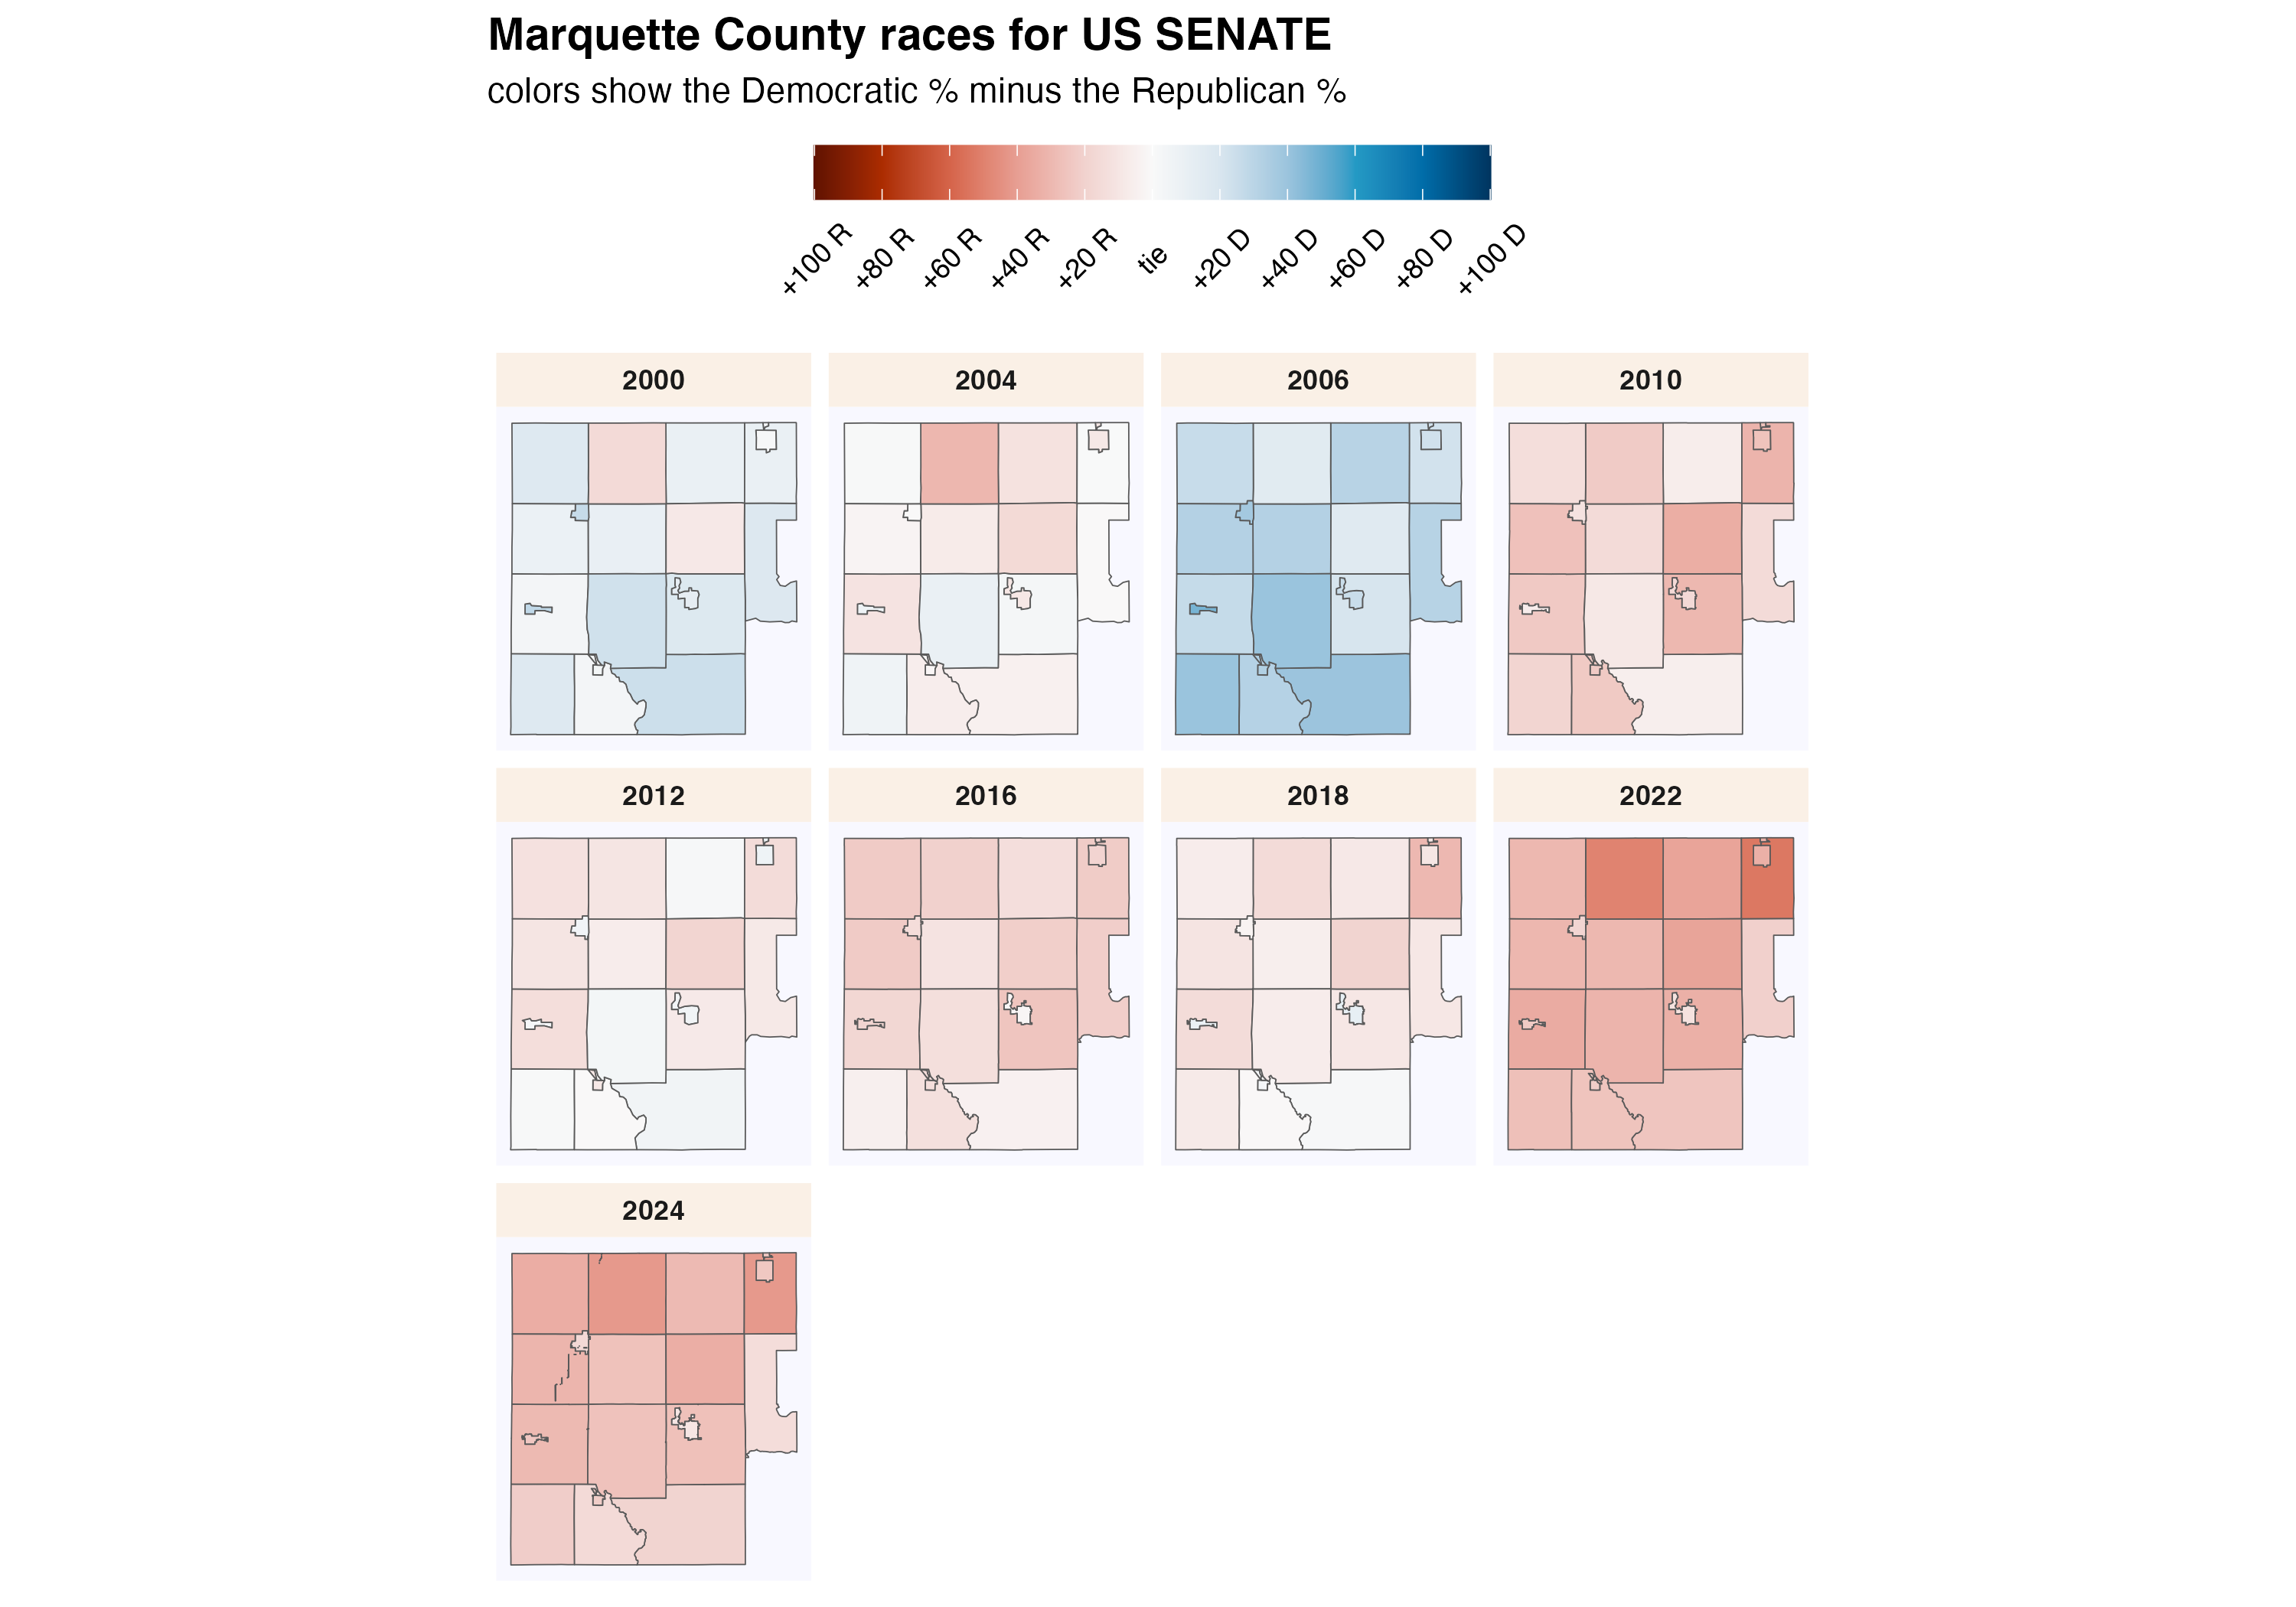 Marquette County races for US SENATE
colors show the Democratic % minus the Republican %
+100 R +80 R +60 R +40 R +20 R tie +20 D +40 D +60 D +80 D +100 D
2000 2004 2006 2010
2012 2016 2018 2022
2024